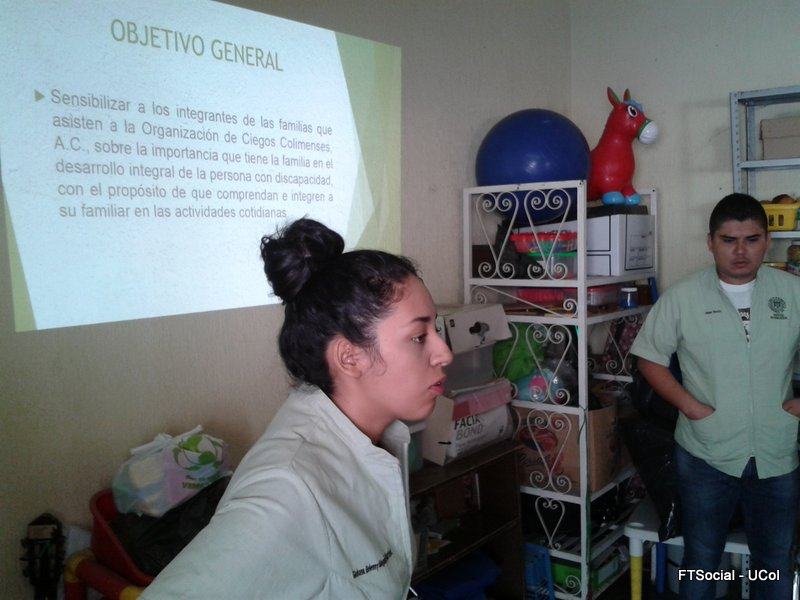 OBJETIVO GENERAL
Sensibilizar a los integrantes de las familias que
asisten a la Organización de Ciegos Colimenses,
A.C., sobre la importancia que tiene la familia en el
desarrollo integral de la persona con discapacidad,
con el propósito de que comprendan e integren a
su familiar en las actividades cotidianas.
FACIA
BOND
FTSocial - UCol